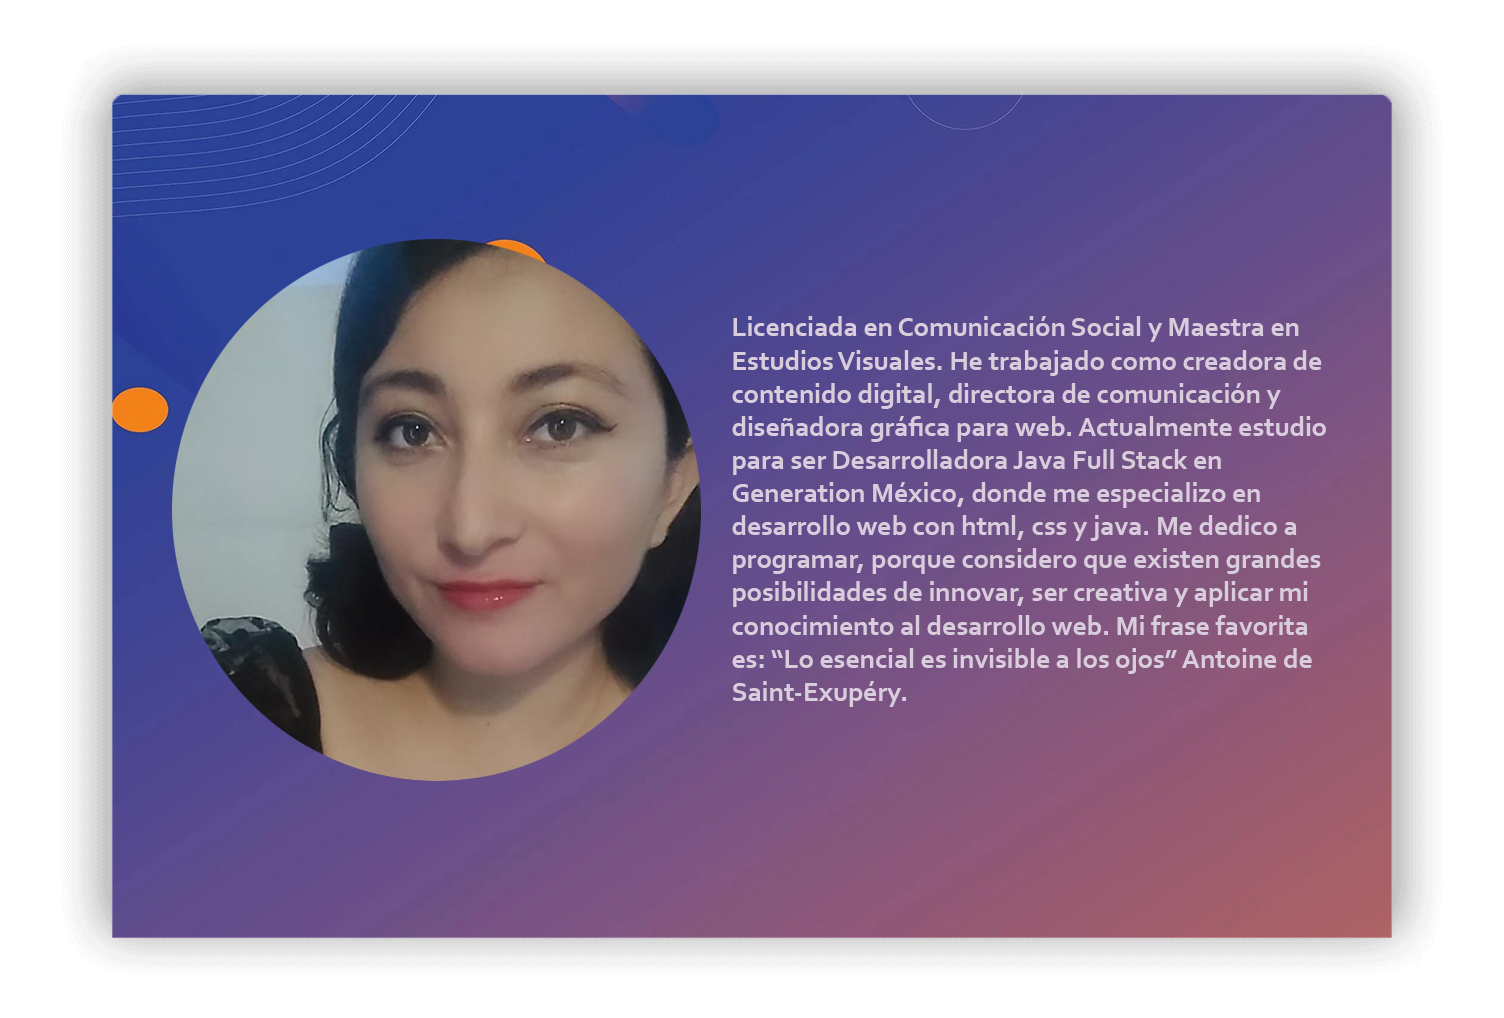 Licenciada en Comunicación Social y Maestra en
Estudios Visuales. He trabajado como creadora de
contenido digital, directora de comunicación y
diseñadora gráfica para web. Actualmente estudio
para ser Desarrolladora Java Full Stack en
Generation México, donde me especializo en
desarrollo web con html, css y java. Me dedico a
programar, porque considero que existen grandes
posibilidades de innovar, ser creativa y aplicar mi
conocimiento al desarrollo web. Mi frase favorita
es: “Lo esencial es invisible a los ojos” Antoine de
Saint-Exupéry.